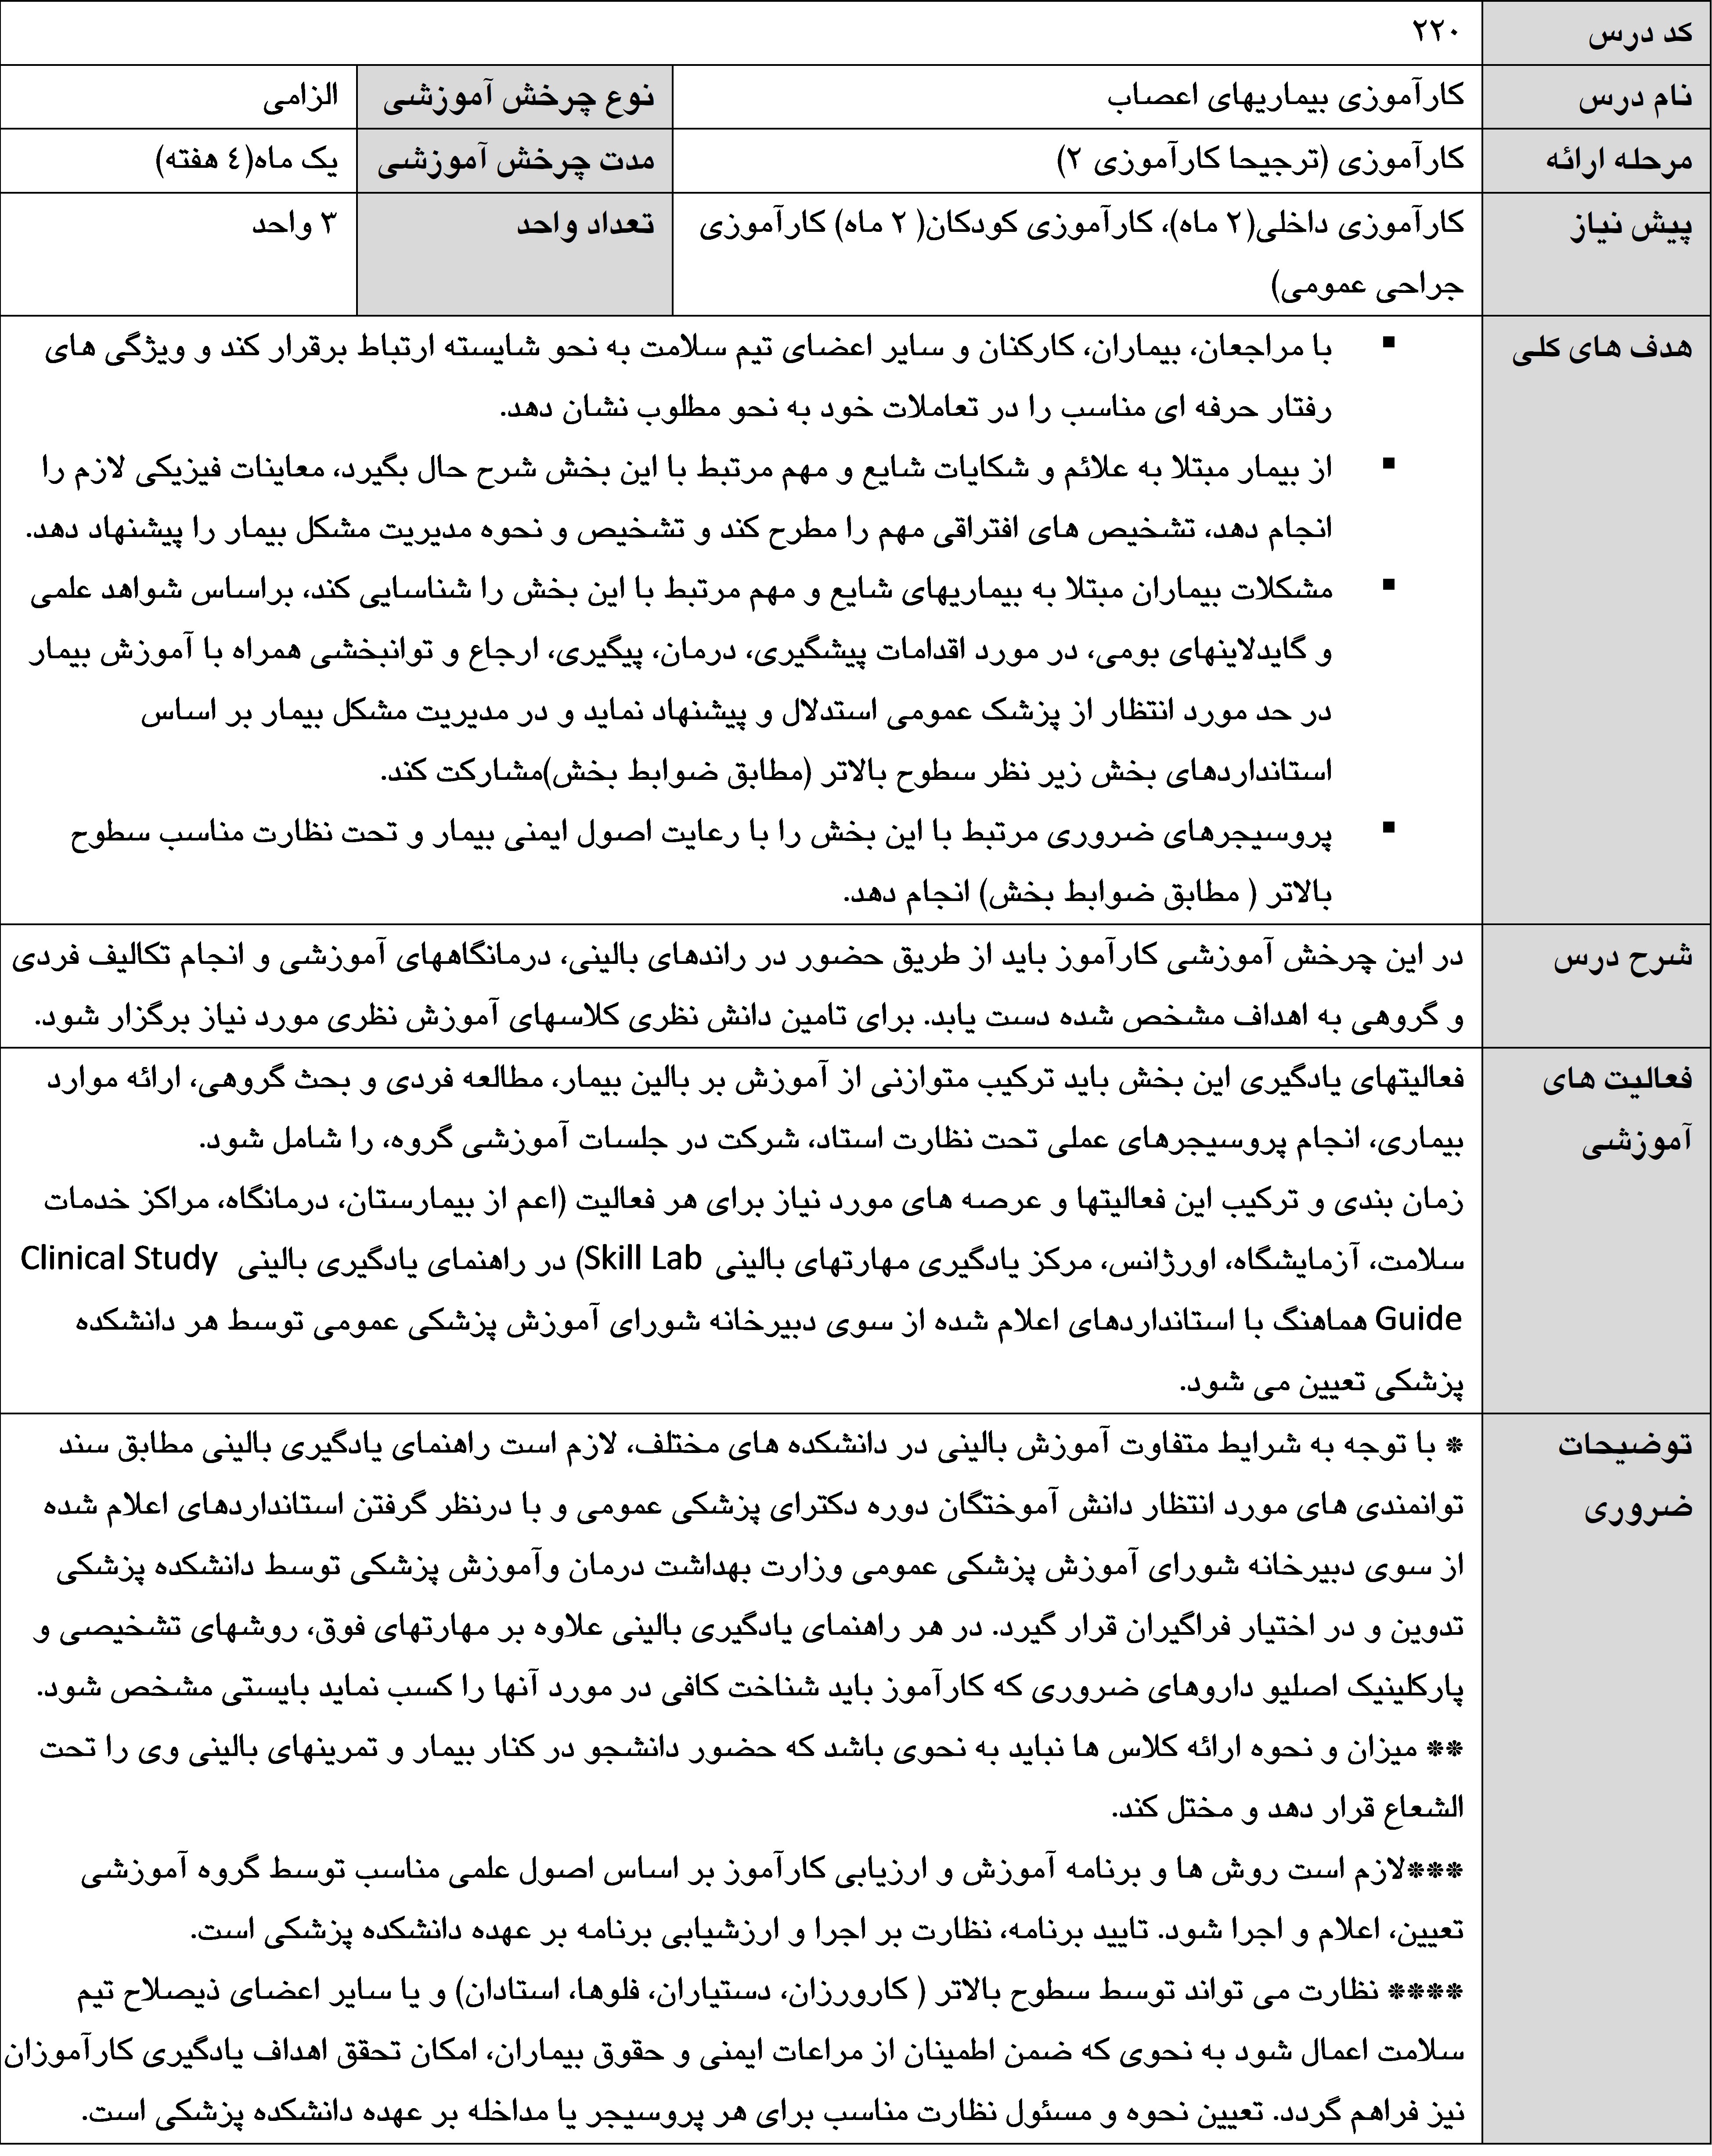 کد درس	۲۲۰
نام درس	کارآموزی بیماریهای اعصاب	نوع چرخش آموزشی	الزامی
مرحله ارائه	کارآموزی (ترجیحا کارآموزی ۲)	مدت چرخش آموزشی	یک ماه(٤ هفته)
پیش نیاز	کارآموزی داخلی(۲ ماه)، کارآموزی کودکان( ۲ ماه) کارآموزی	تعداد واحد	۳ واحد
جراحی عمومی)
هدف های کلی	▪ با مراجعان، بیماران، کارکنان و سایر اعضای تیم سلامت به نحو شایسته ارتباط برقرار کند و ویژگی های
رفتار حرفه ای مناسب را در تعاملات خود به نحو مطلوب نشان دهد.
▪ از بیمار مبتلا به علائم و شکایات شایع و مهم مرتبط با این بخش شرح حال بگیرد، معاینات فیزیکی لازم را
انجام دهد، تشخیص های افتراقی مهم را مطرح کند و تشخیص و نحوه مدیریت مشکل بیمار را پیشنهاد دهد.
▪ مشکلات بیماران مبتلا به بیماریهای شایع و مهم مرتبط با این بخش را شناسایی کند، براساس شواهد علمی
و گایدلاینهای بومی، در مورد اقدامات پیشگیری، درمان، پیگیری، ارجاع و توانبخشی همراه با آموزش بیمار
در حد مورد انتظار از پزشک عمومی استدلال و پیشنهاد نماید و در مدیریت مشکل بیمار بر اساس
استانداردهای بخش زیر نظر سطوح بالاتر (مطابق ضوابط بخش)مشارکت کند.
▪ پروسیجرهای ضروری مرتبط با این بخش را با رعایت اصول ایمنی بیمار و تحت نظارت مناسب سطوح
بالاتر ( مطابق ضوابط بخش) انجام دهد.
شرح درس	در این چرخش آموزشی کارآموز باید از طریق حضور در راندهای بالینی، درمانگاههای آموزشی و انجام تکالیف فردی
و گروهی به اهداف مشخص شده دست یابد. برای تامین دانش نظری کلاسهای آموزش نظری مورد نیاز برگزار شود.
فعالیت های	فعالیتهای یادگیری این بخش باید ترکیب متوازنی از آموزش بر بالین بیمار، مطالعه فردی و بحث گروهی، ارائه موارد
آموزشی	بیماری، انجام پروسیجرهای عملی تحت نظارت استاد، شرکت در جلسات آموزشی گروه، را شامل شود.
زمان بندی و ترکیب این فعالیتها و عرصه های مورد نیاز برای هر فعالیت (اعم از بیمارستان، درمانگاه، مراکز خدمات
سلامت، آزمایشگاه، اورژانس، مرکز یادگیری مهارتهای بالینی Skill Lab) در راهنمای یادگیری بالینی Clinical Study
Guide هماهنگ با استانداردهای اعلام شده از سوی دبیرخانه شورای آموزش پزشکی عمومی توسط هر دانشکده
پزشکی تعیین می شود.
توضیحات	* با توجه به شرایط متفاوت آموزش بالینی در دانشکده های مختلف، لازم است راهنمای یادگیری بالینی مطابق سند
ضروری	توانمندی های مورد انتظار دانش آموختگان دوره دکترای پزشکی عمومی و با درنظر گرفتن استانداردهای اعلام شده
از سوی دبیرخانه شورای آموزش پزشکی عمومی وزارت بهداشت درمان وآموزش پزشکی توسط دانشکده پزشکی
تدوین و در اختیار فراگیران قرار گیرد. در هر راهنمای یادگیری بالینی علاوه بر مهارتهای فوق، روشهای تشخیصی و
پارکلینیک اصلیو داروهای ضروری که کارآموز باید شناخت کافی در مورد آنها را کسب نماید بایستی مشخص شود.
** میزان و نحوه ارائه کلاس ها نباید به نحوی باشد که حضور دانشجو در کنار بیمار و تمرینهای بالینی وی را تحت
الشعاع قرار دهد و مختل کند.
***لازم است روش ها و برنامه آموزش و ارزیابی کارآموز بر اساس اصول علمی مناسب توسط گروه آموزشی
تعیین، اعلام و اجرا شود. تایید برنامه، نظارت بر اجرا و ارزشیابی برنامه بر عهده دانشکده پزشکی است.
**** نظارت می تواند توسط سطوح بالاتر ( کارورزان، دستیاران، فلوها، استادان) و یا سایر اعضای ذیصلاح تیم
سلامت اعمال شود به نحوی که ضمن اطمینان از مراعات ایمنی و حقوق بیماران، امکان تحقق اهداف یادگیری کارآموزان
نیز فراهم گردد. تعیین نحوه و مسئول نظارت مناسب برای هر پروسیجر یا مداخله بر عهده دانشکده پزشکی است.